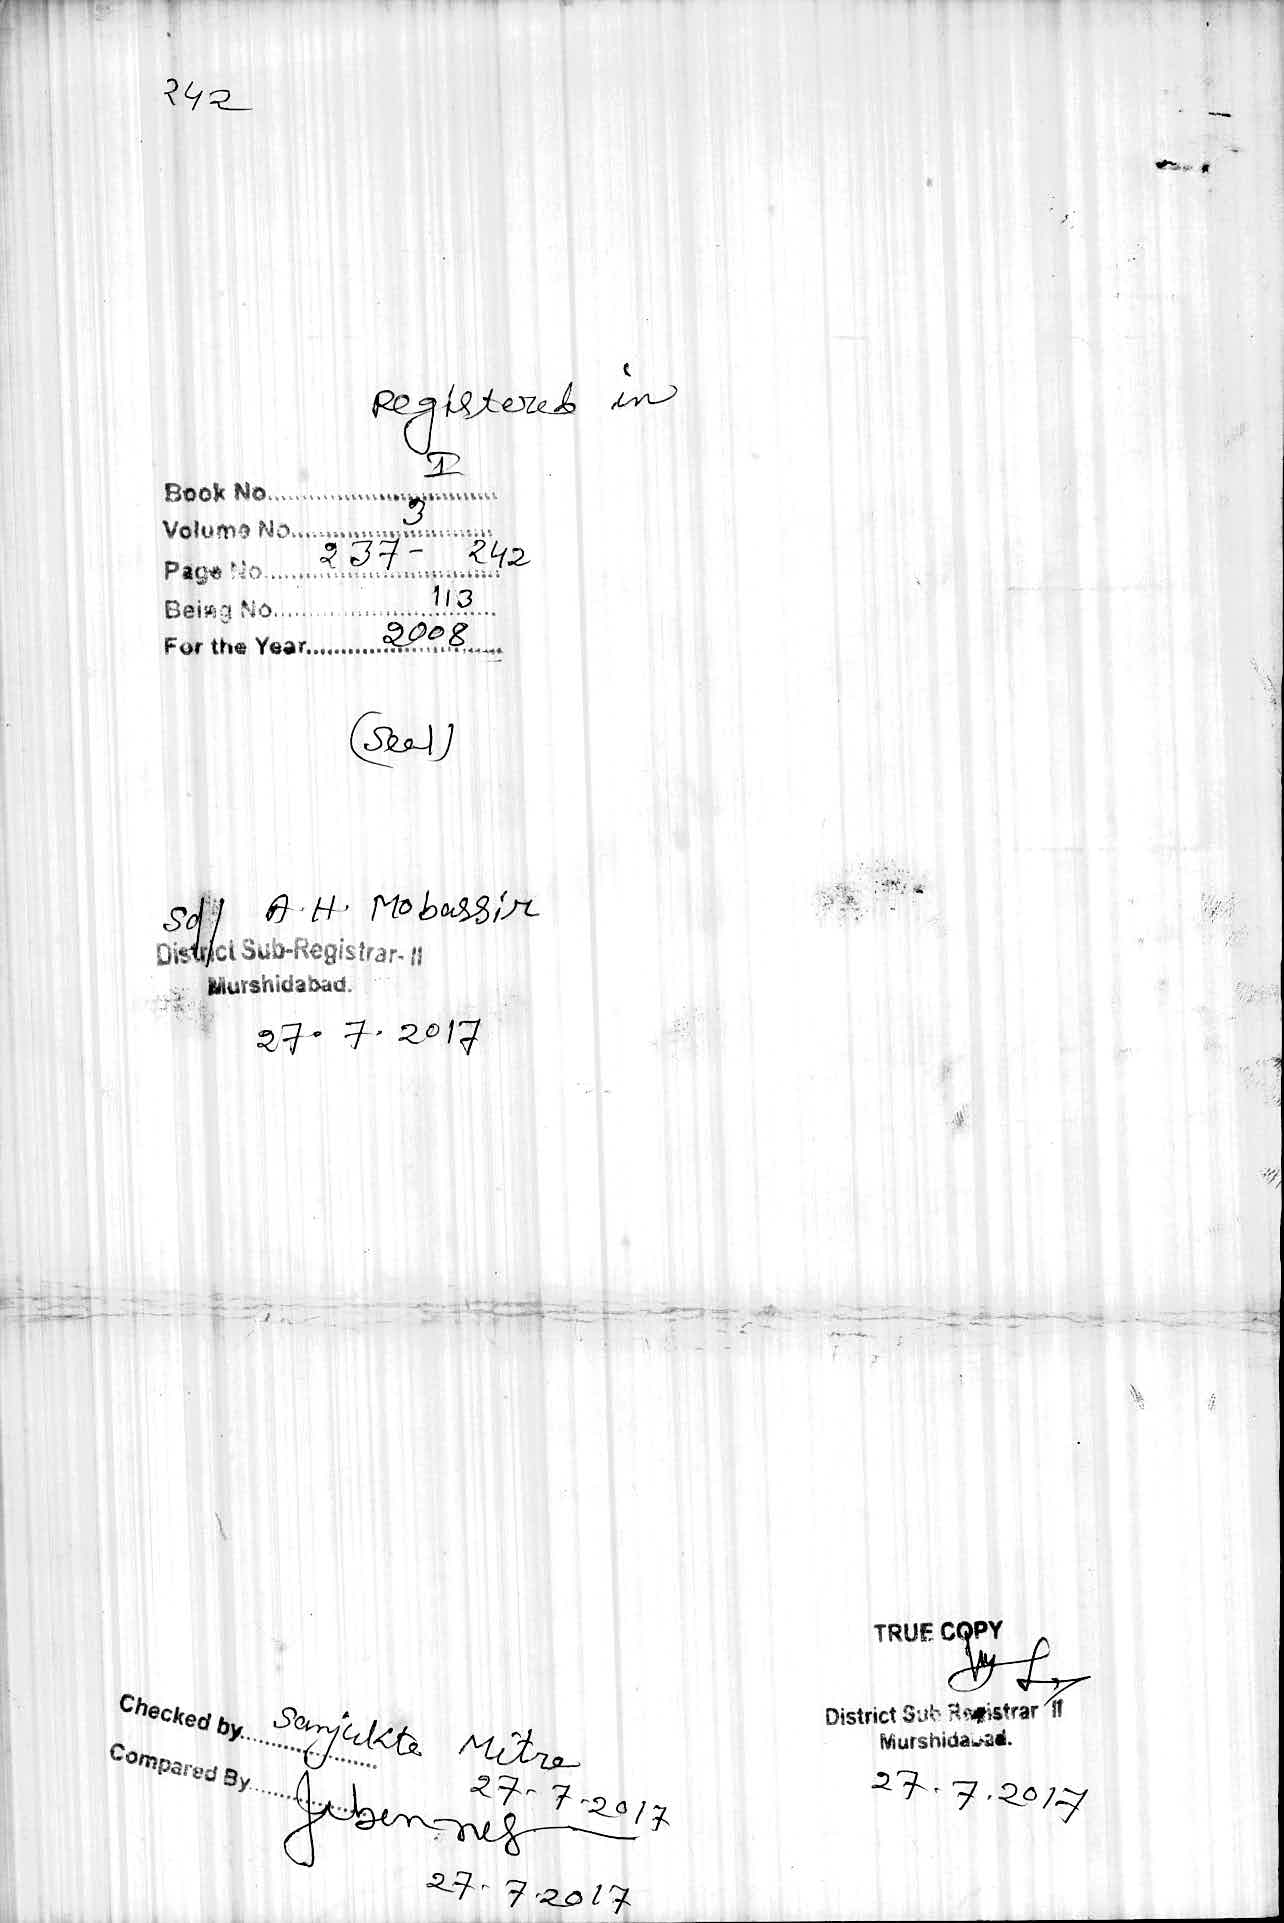 242
Registered in
Book No. I
Volume No. 3
Page No. 237 - 242
Being No. 113
For the Year 2008
(Seal)
Sd/ A. H. Mobassir
District Sub-Registrar-II
Murshidabad.
27. 7. 2017
TRUE COPY
District Sub Registrar II
Murshidabad.
27. 7. 2017
Checked by Sanjukta Mitra
27-7-2017
Compared By
27. 7. 2017